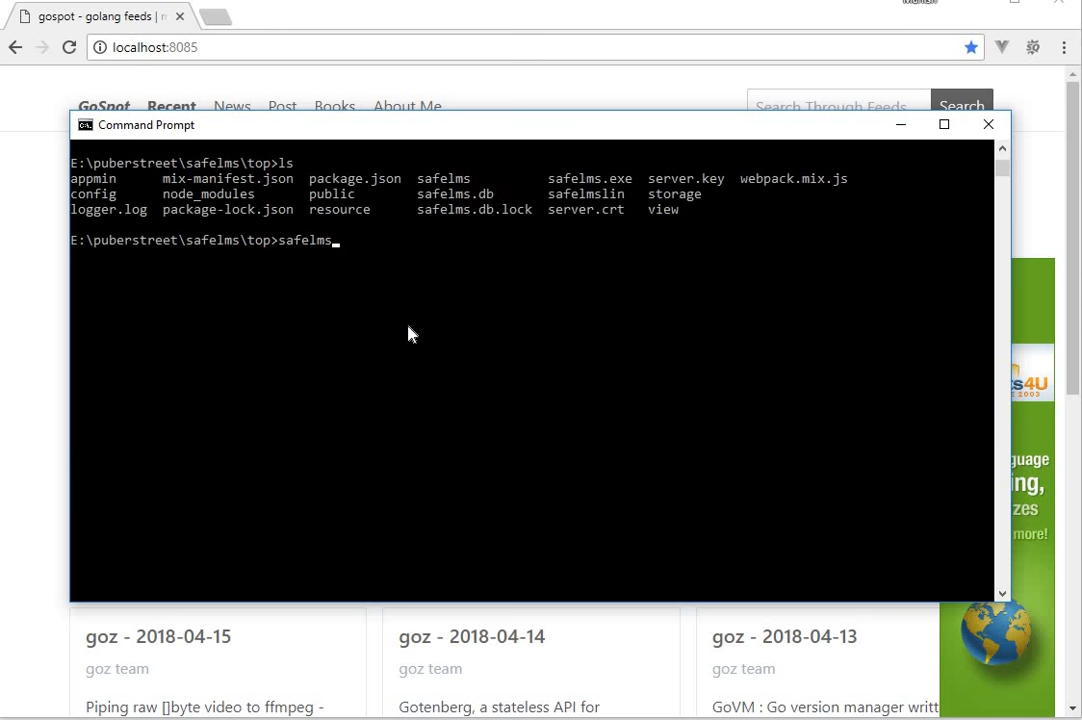 gospot - golang feeds |
localhost:8085
GoSpot Recent News Post Books About Me
Search Through Feeds Search
Command Prompt
E:\puberstreet\safelms\top>ls
appmin mix-manifest.json package.json safelms safelms.exe server.key webpack.mix.js
config node_modules public safelms.db safelmslin storage
logger.log package-lock.json resource safelms.db.lock server.crt view
E:\puberstreet\safelms\top>safelms
goz - 2018-04-15
goz team
Piping raw []byte video to ffmpeg -
goz - 2018-04-14
goz team
Gotenberg, a stateless API for
goz - 2018-04-13
goz team
GoVM : Go version manager writt
ts4U
E 2003
guage
ing,
zes
more!